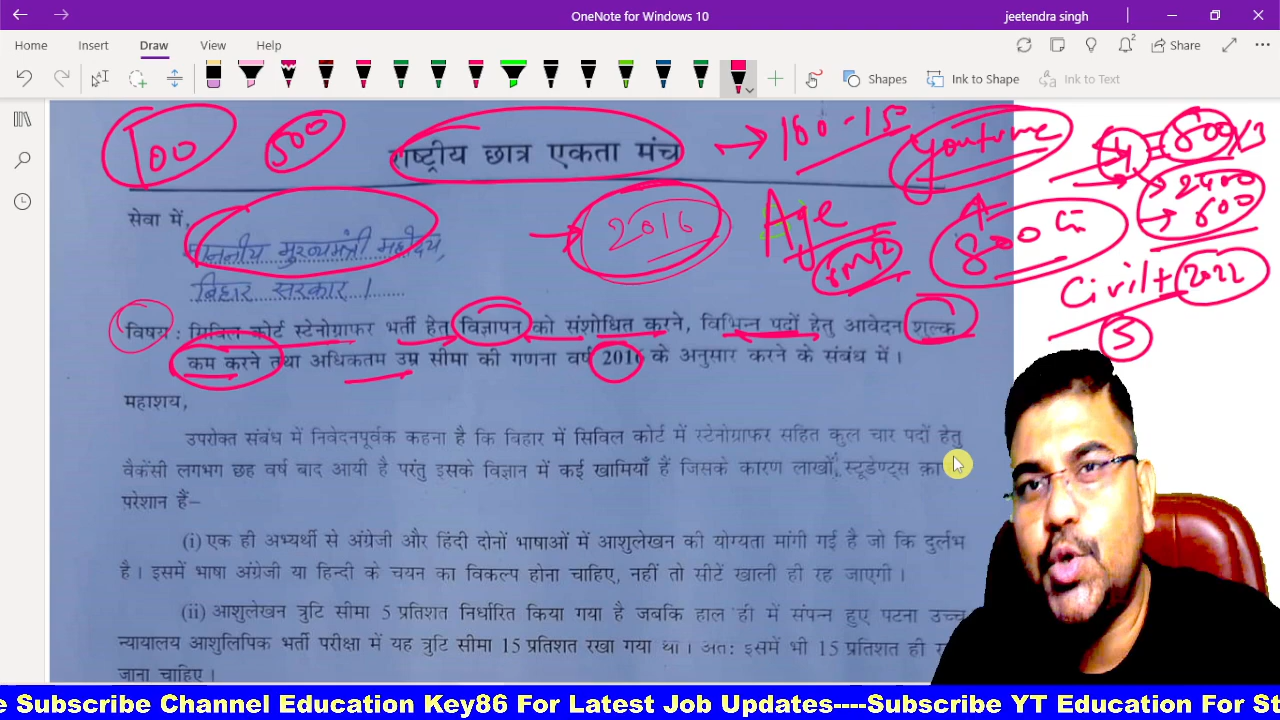 OneNote for Windows 10
jeetendra singh
Home Insert Draw View Help
Share
Shapes Ink to Shape Ink to Text
100 500 राष्ट्रीय छात्र एकता मंच → 100-15 Youtube 800/3
2400
600
सेवा में,
माननीय मुख्यमंत्री महोदय,
बिहार सरकार।
2016
Age
800
Civil + 2022
5
विषय : सिविल कोर्ट स्टेनोग्राफर भर्ती हेतु विज्ञापन को संशोधित करने, विभिन्न पदों हेतु आवेदन शुल्क
कम करने तथा अधिकतम उम्र सीमा की गणना वर्ष 2016 के अनुसार करने के संबंध में।
महाशय,
उपरोक्त संबंध में निवेदनपूर्वक कहना है कि बिहार में सिविल कोर्ट में स्टेनोग्राफर सहित कुल चार पदों हेतु
वैकेंसी लगभग छह वर्ष बाद आयी है परंतु इसके विज्ञान में कई खामियाँ हैं जिसके कारण लाखों स्टूडेण्ट्स का
परेशान हैं–
(i) एक ही अभ्यर्थी से अंग्रेजी और हिंदी दोनों भाषाओं में आशुलेखन की योग्यता मांगी गई है जो कि दुर्लभ
है। इसमें भाषा अंग्रेजी या हिन्दी के चयन का विकल्प होना चाहिए, नहीं तो सीटें खाली ही रह जाएगी।
(ii) आशुलेखन त्रुटि सीमा 5 प्रतिशत निर्धारित किया गया है जबकि हाल ही में संपन्न हुए पटना उच्च
न्यायालय आशुलिपिक भर्ती परीक्षा में यह त्रुटि सीमा 15 प्रतिशत रखा गया था। अत: इसमें भी 15 प्रतिशत ही
जाना चाहिए।
e Subscribe Channel Education Key86 For Latest Job Updates----Subscribe YT Education For St